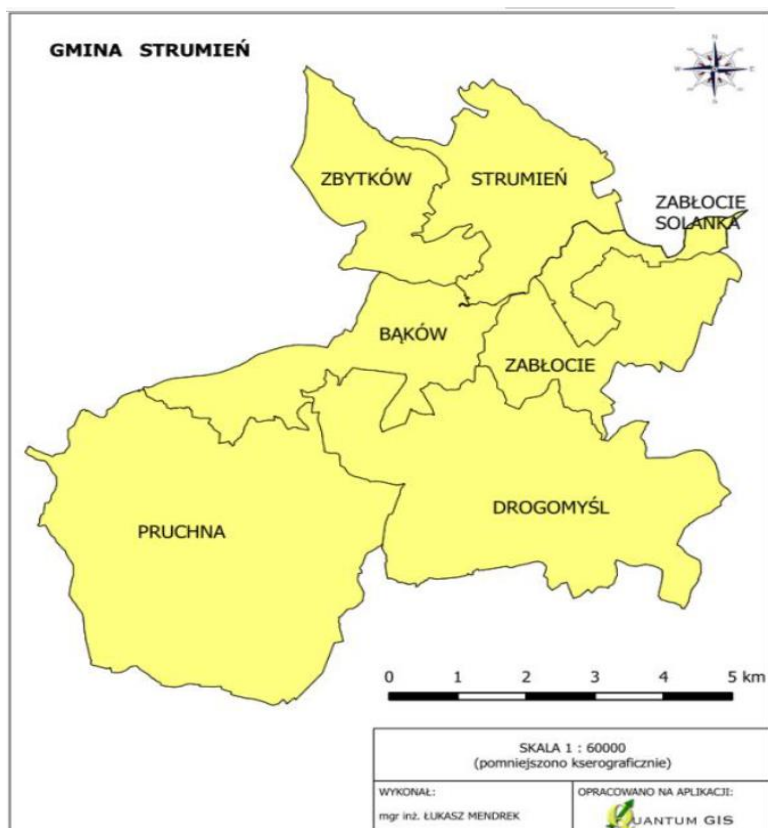 GMINA STRUMIEŃ
N
W E
S
ZBYTKÓW
STRUMIEŃ
ZABŁOCIE
SOLANKA
BĄKÓW
ZABŁOCIE
DROGOMYŚL
PRUCHNA
0 1 2 3 4 5 km
SKALA 1 : 60000
(pomniejszono kserograficznie)
WYKONAŁ:
mgr inż. ŁUKASZ MENDREK
OPRACOWANO NA APLIKACJI:
QUANTUM GIS